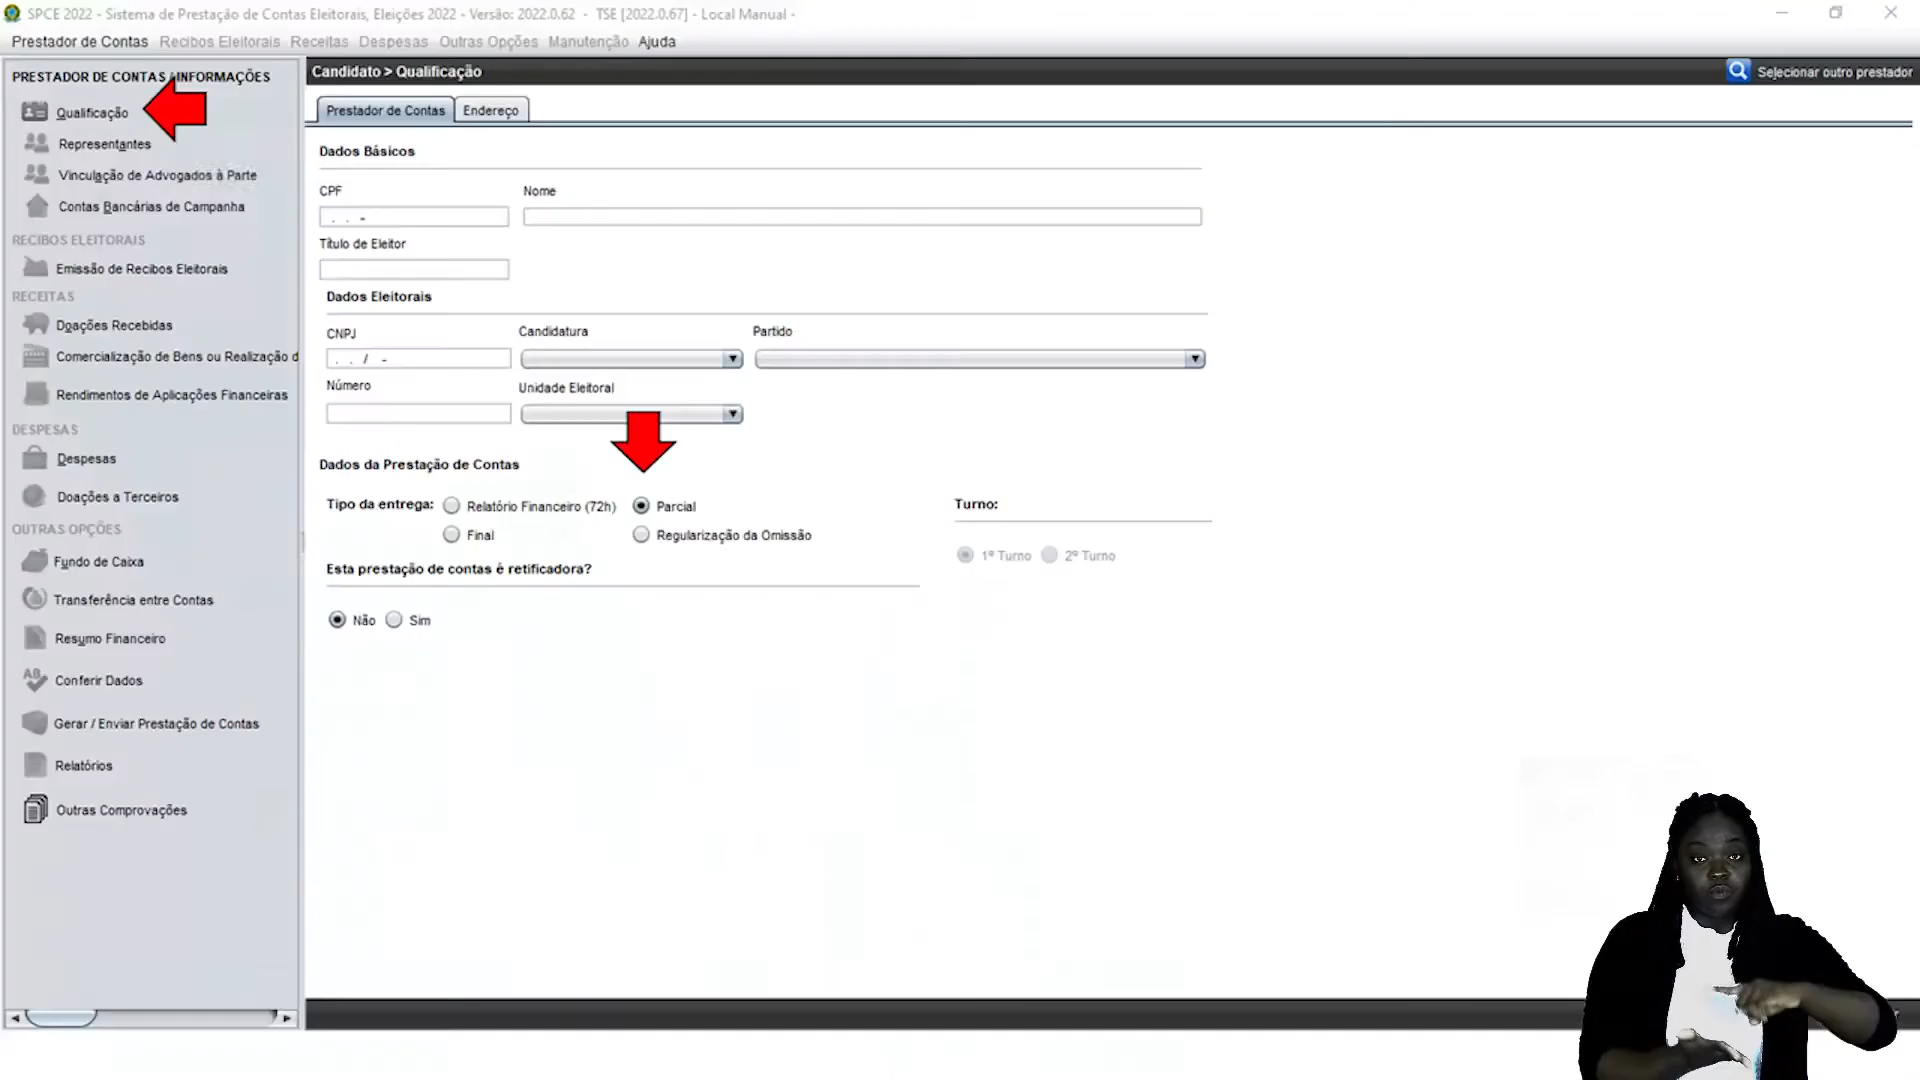 SPCE 2022 - Sistema de Prestação de Contas Eleitorais, Eleições 2022 - Versão: 2022.0.62 - TSE [2022.0.67] - Local Manual -
Prestador de Contas Recibos Eleitorais Receitas Despesas Outras Opções Manutenção Ajuda
PRESTADOR DE CONTAS / INFORMAÇÕES
Qualificação
Representantes
Vinculação de Advogados à Parte
Contas Bancárias de Campanha
RECIBOS ELEITORAIS
Emissão de Recibos Eleitorais
RECEITAS
Doações Recebidas
Comercialização de Bens ou Realização d
Rendimentos de Aplicações Financeiras
DESPESAS
Despesas
Doações a Terceiros
OUTRAS OPÇÕES
Fundo de Caixa
Transferência entre Contas
Resumo Financeiro
Conferir Dados
Gerar / Enviar Prestação de Contas
Relatórios
Outras Comprovações
Candidato > Qualificação
Selecionar outro prestador
Prestador de Contas Endereço
Dados Básicos
CPF Nome
. . -
Título de Eleitor
Dados Eleitorais
CNPJ Candidatura Partido
. . / -
Número Unidade Eleitoral
Dados da Prestação de Contas
Tipo da entrega: Relatório Financeiro (72h) Parcial
Final Regularização da Omissão
Turno:
1º Turno 2º Turno
Esta prestação de contas é retificadora?
Não Sim